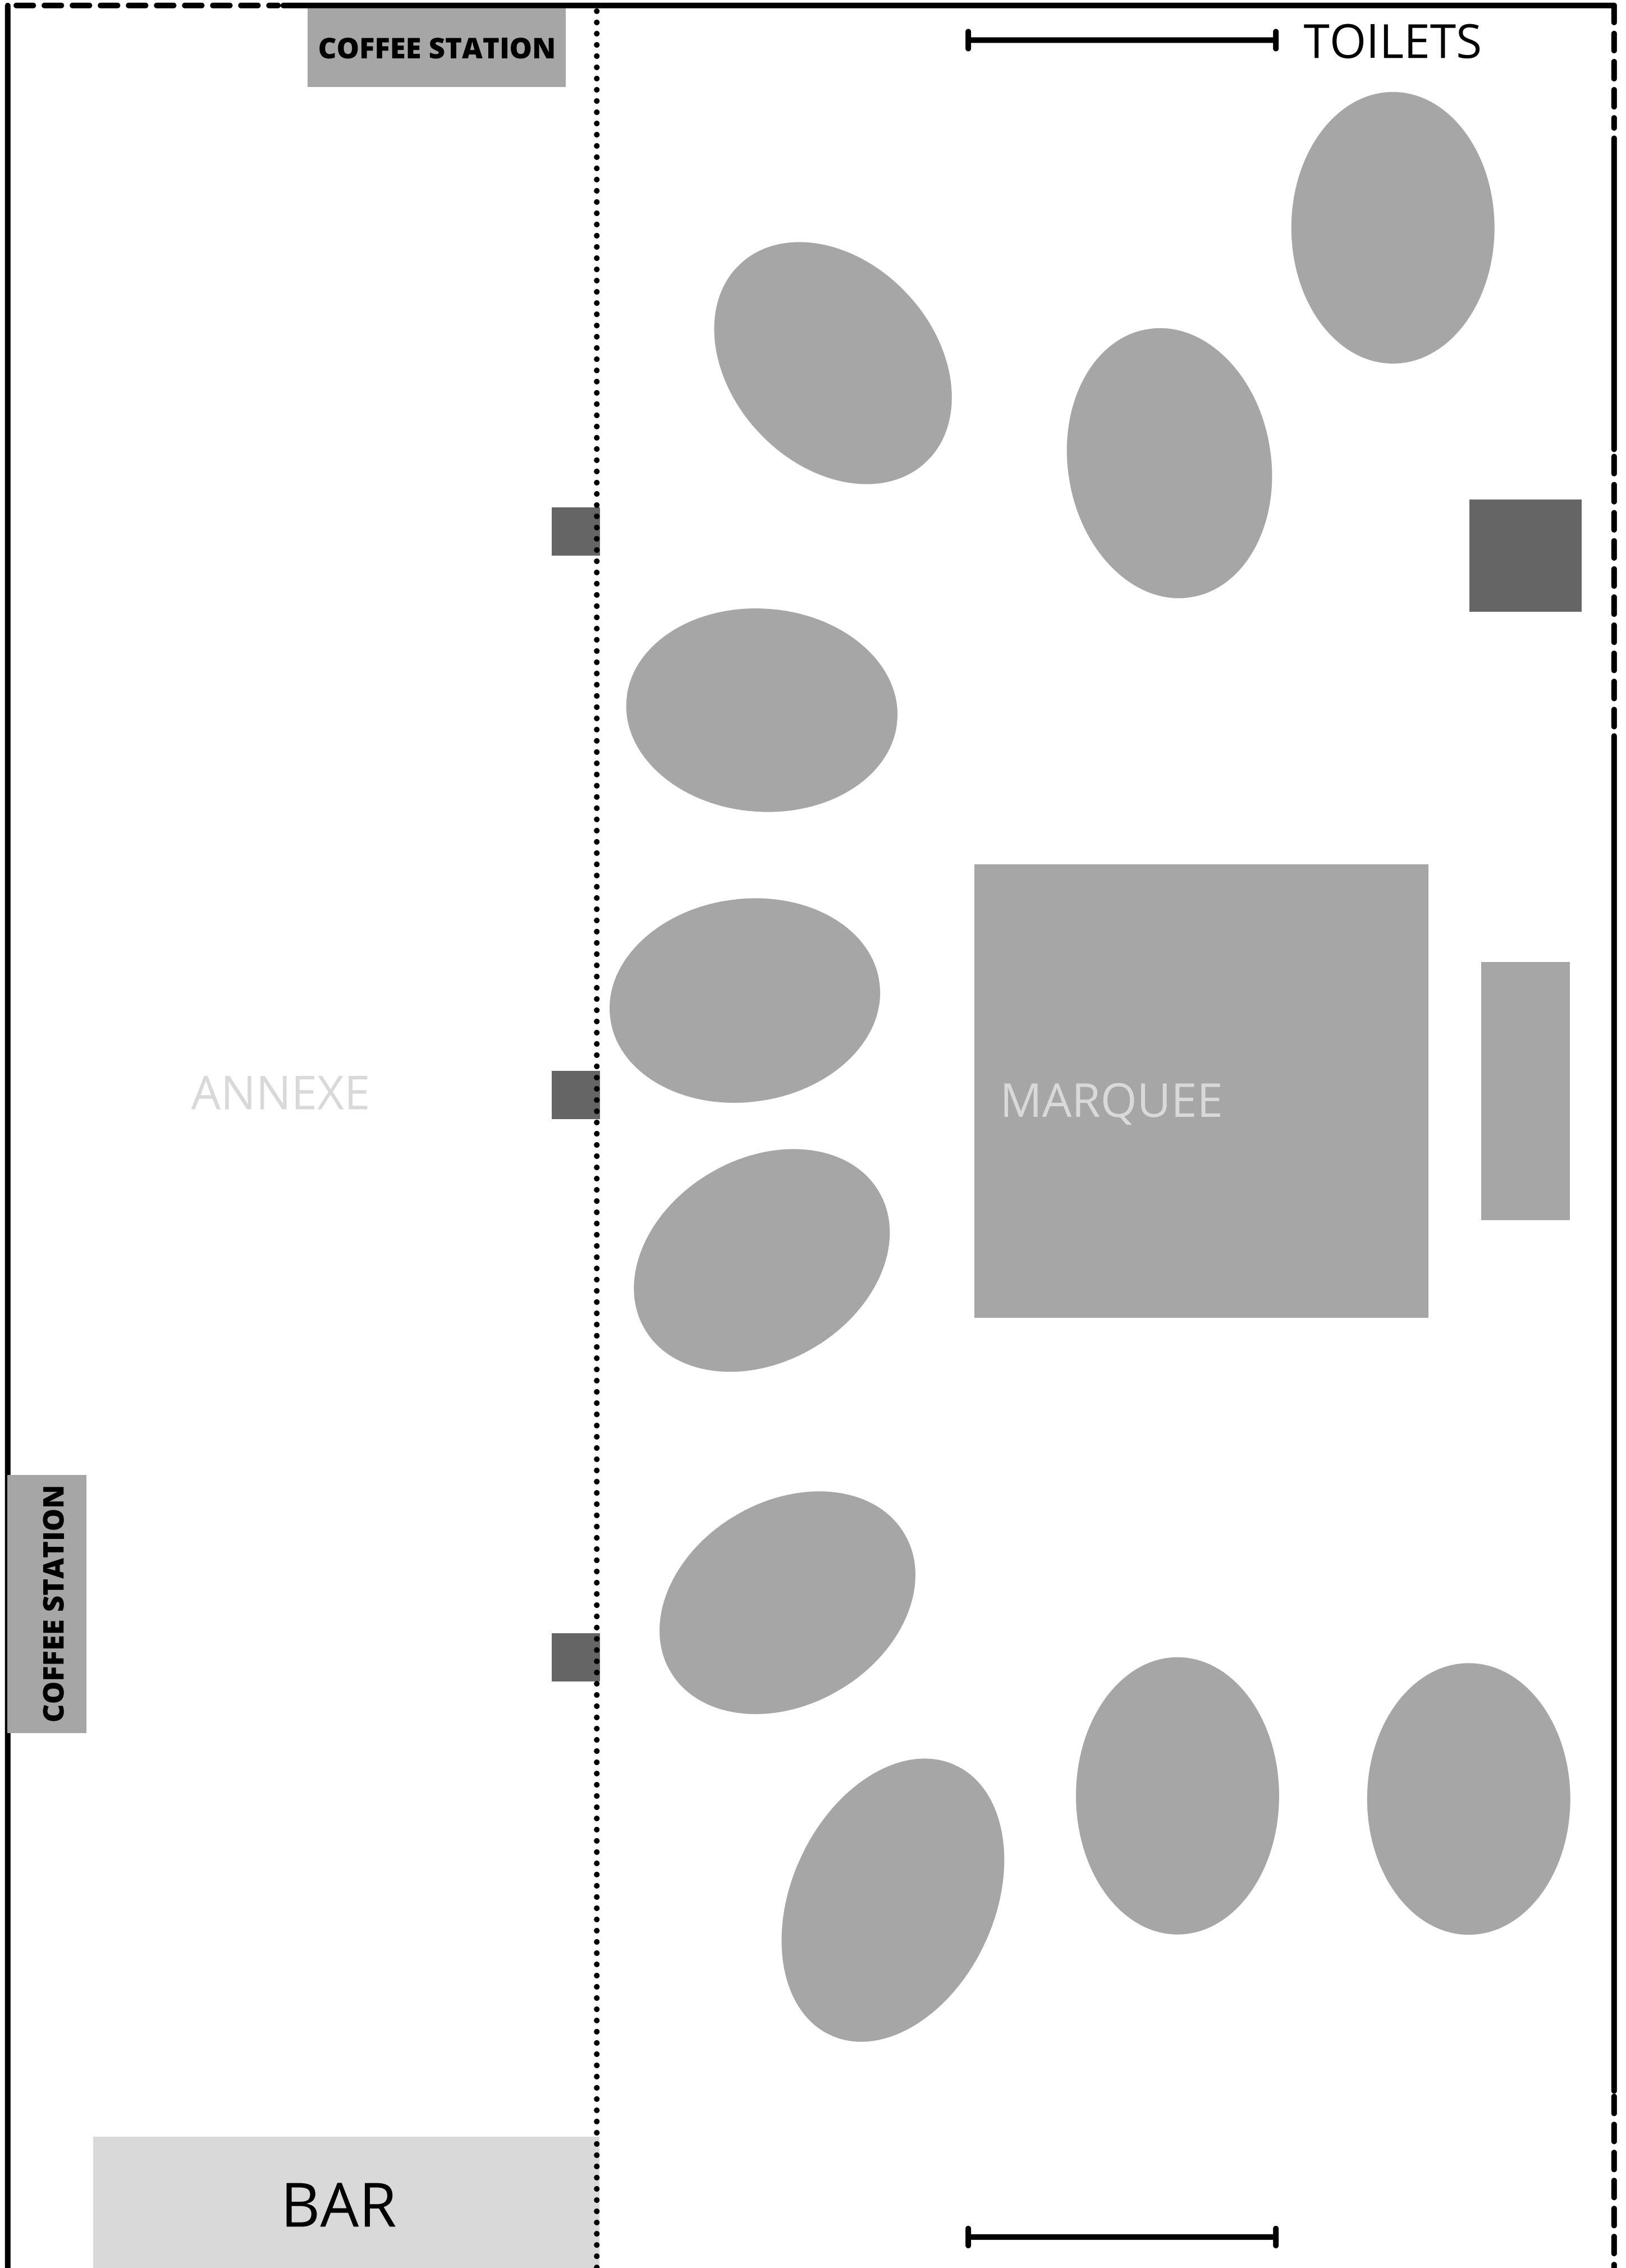 COFFEE STATION
TOILETS
ANNEXE
MARQUEE
COFFEE STATION
BAR